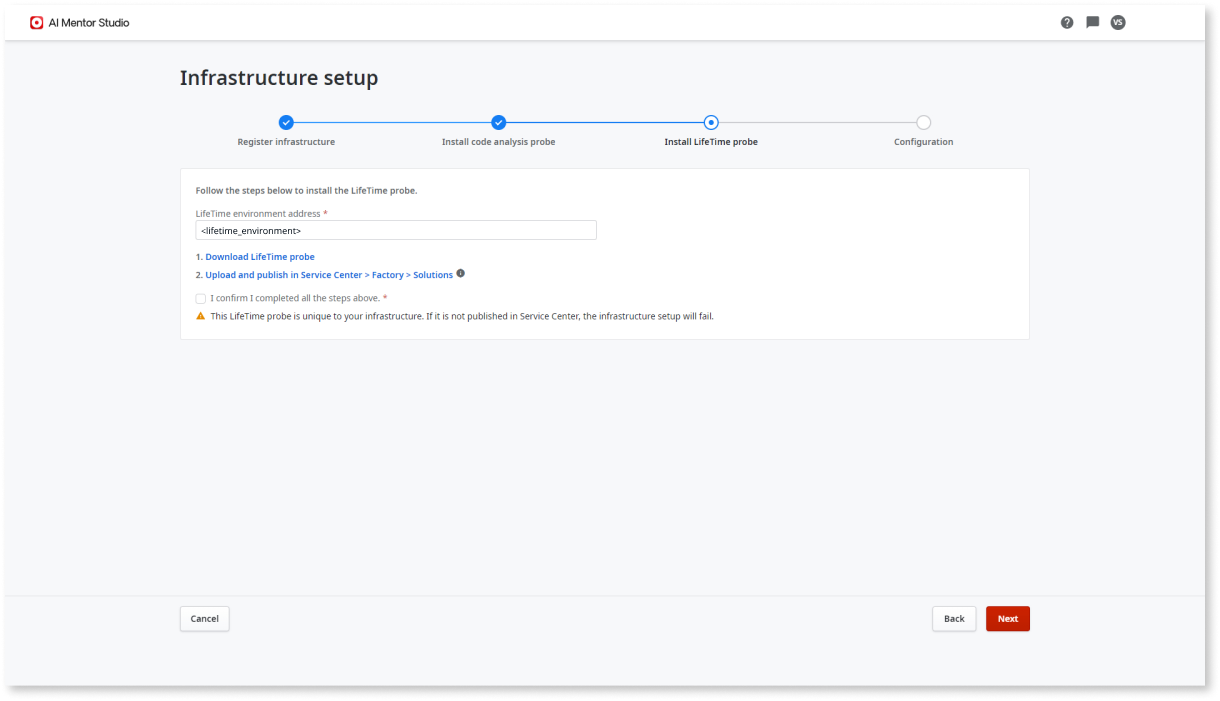 AI Mentor Studio
VS
Infrastructure setup
Register infrastructure
Install code analysis probe
Install LifeTime probe
Configuration
Follow the steps below to install the LifeTime probe.
LifeTime environment address *
<lifetime_environment>
1. Download LifeTime probe
2. Upload and publish in Service Center > Factory > Solutions
I confirm I completed all the steps above. *
This LifeTime probe is unique to your infrastructure. If it is not published in Service Center, the infrastructure setup will fail.
Cancel
Back
Next